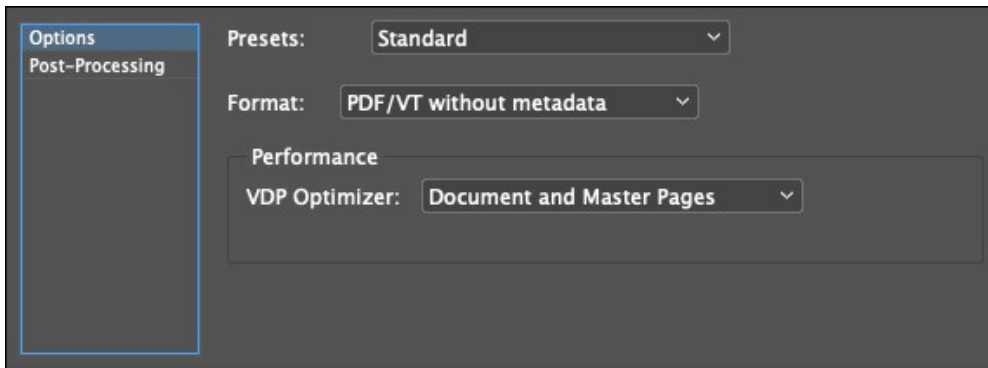 Options
Post-Processing
Presets: Standard
Format: PDF/VT without metadata
Performance
VDP Optimizer: Document and Master Pages